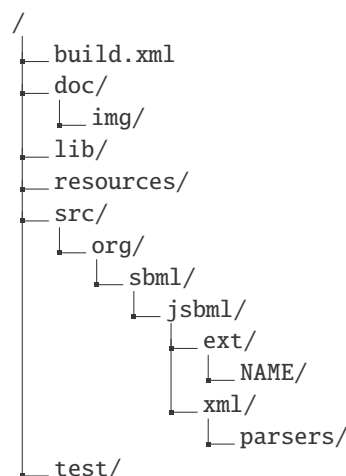 /
build.xml
doc/
img/
lib/
resources/
src/
org/
sbml/
jsbml/
ext/
NAME/
xml/
parsers/
test/